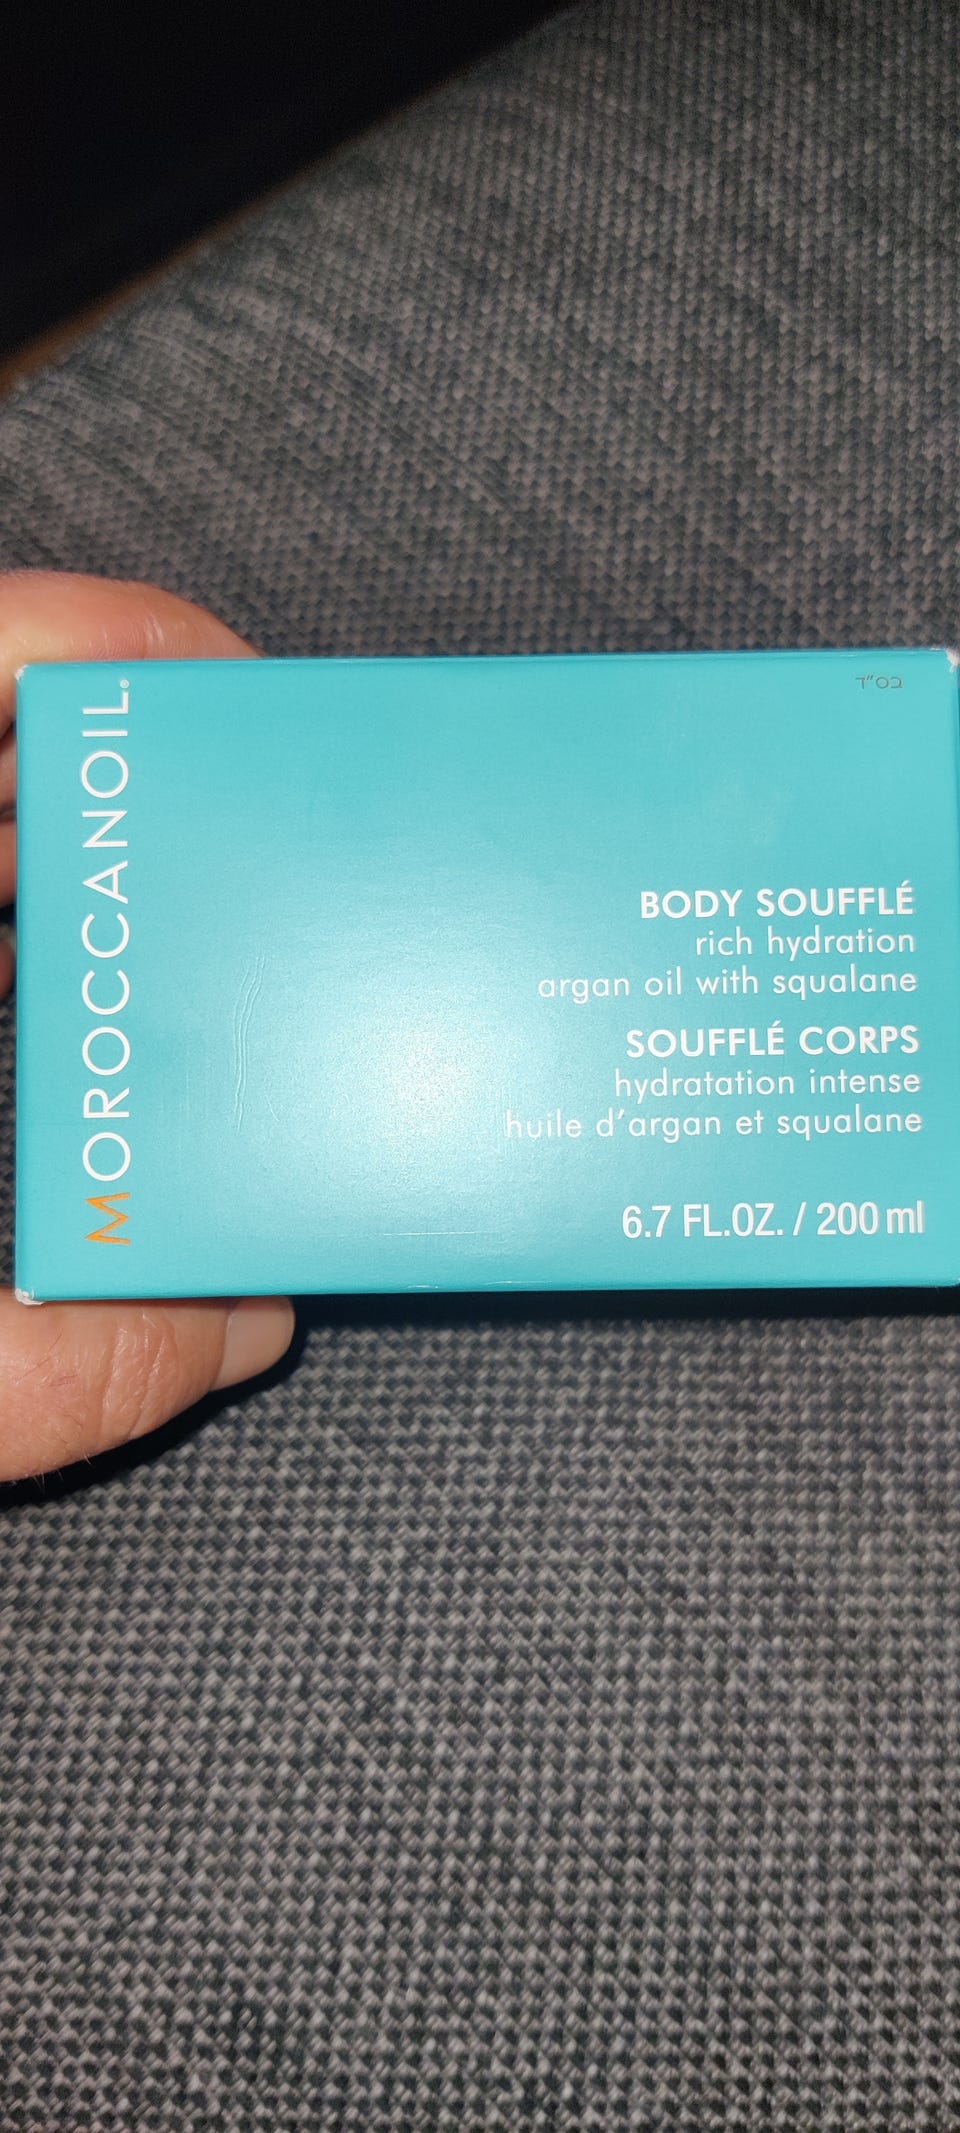 בס"ד
MOROCCANOIL®
BODY SOUFFLÉ
rich hydration
argan oil with squalane
SOUFFLÉ CORPS
hydratation intense
huile d'argan et squalane
6.7 FL.OZ. / 200 ml